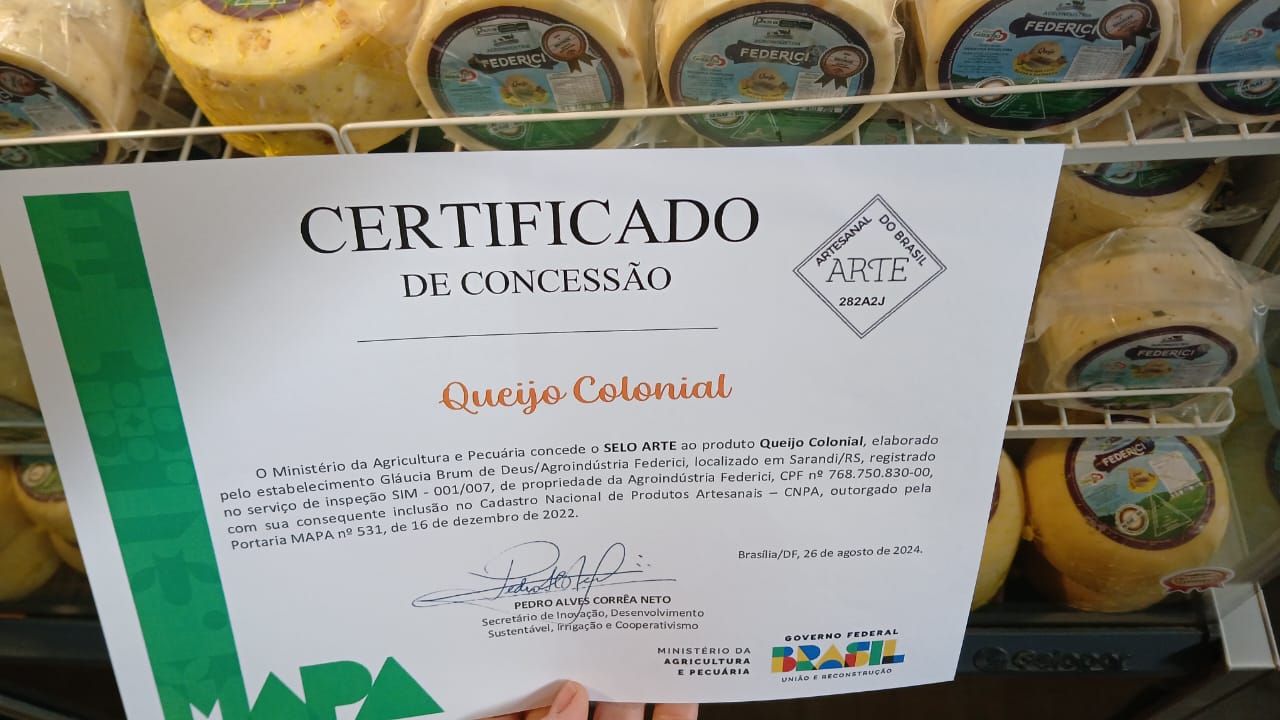 FEDERICI
FEDERICI
FEDERICI
CERTIFICADO
DE CONCESSÃO
ARTESANAL
DO BRASIL
ARTE
282A2J
Queijo Colonial
O Ministério da Agricultura e Pecuária concede o SELO ARTE ao produto Queijo Colonial, elaborado
pelo estabelecimento Gláucia Brum de Deus/Agroindústria Federici, localizado em Sarandi/RS, registrado
no serviço de inspeção SIM - 001/007, de propriedade da Agroindústria Federici, CPF nº 768.750.830-00,
com sua consequente inclusão no Cadastro Nacional de Produtos Artesanais – CNPA, outorgado pela
Portaria MAPA nº 531, de 16 de dezembro de 2022.
Brasília/DF, 26 de agosto de 2024.
PEDRO ALVES CORRÊA NETO
Secretário de Inovação, Desenvolvimento
Sustentável, Irrigação e Cooperativismo
MINISTÉRIO DA
AGRICULTURA
E PECUÁRIA
GOVERNO FEDERAL
BRASIL
UNIÃO E RECONSTRUÇÃO
MAPA
FEDERICI
FEDERICI